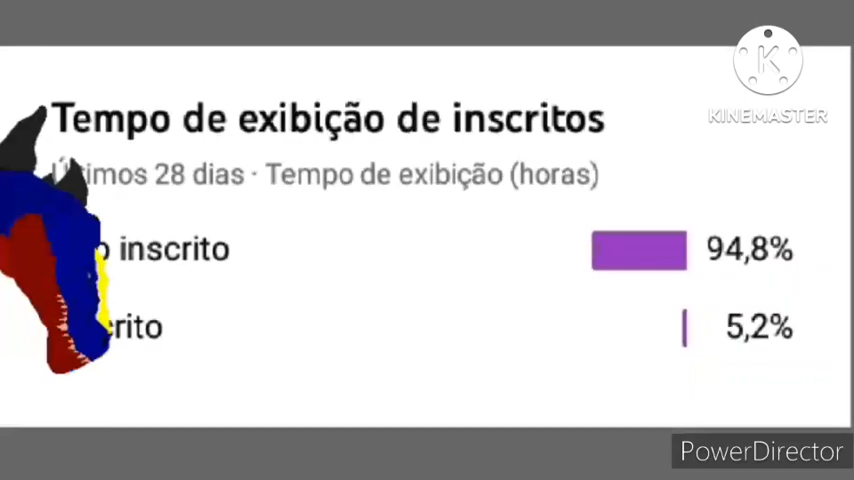 KINEMASTER
Tempo de exibição de inscritos
Últimos 28 dias · Tempo de exibição (horas)
inscrito 94,8%
5,2%
PowerDirector